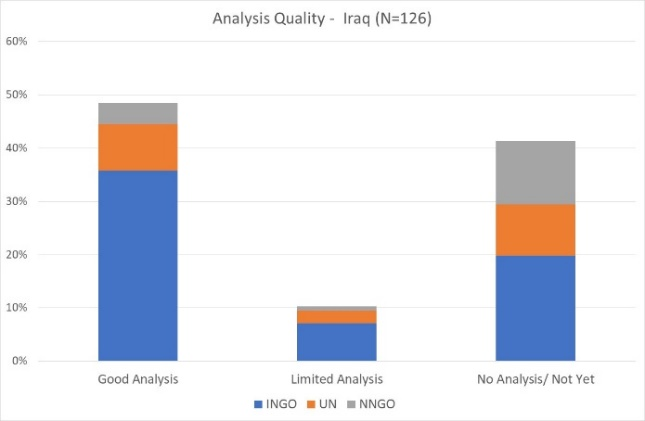 Analysis Quality - Iraq (N=126)
60%
50%
40%
30%
20%
10%
0%
Good Analysis Limited Analysis No Analysis/ Not Yet
INGO UN NNGO